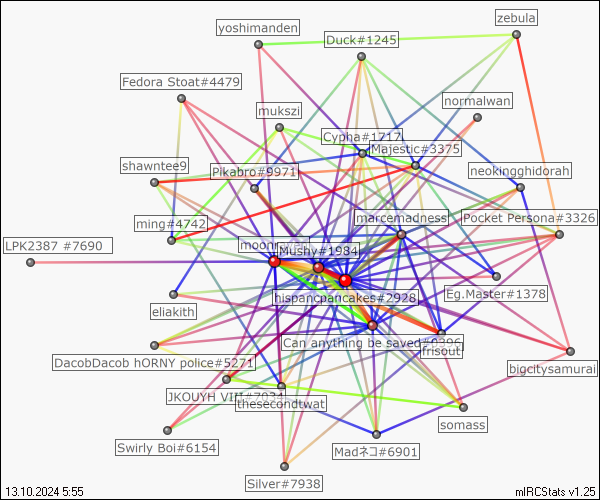 zebula
yoshimanden
Duck#1245
Fedora Stoat#4479
normalwan
mukszi
Cypha#1717
Majestic#3375
shawntee9
Pikabro#9971
neokingghidorah
ming#4742
marcemadness
Pocket Persona#3326
LPK2387 #7690
Mushy#1984
hispancpancakes#2928
Eg.Master#1378
eliakith
Can anything be saved#0396
frisout
DacobDacob hORNY police#5271
bigcitysamurai
JKOUYH VIII#7034
thesecondtwat
somass
Swirly Boi#6154
Madネコ#6901
Silver#7938
13.10.2024 5:55
mIRCStats v1.25